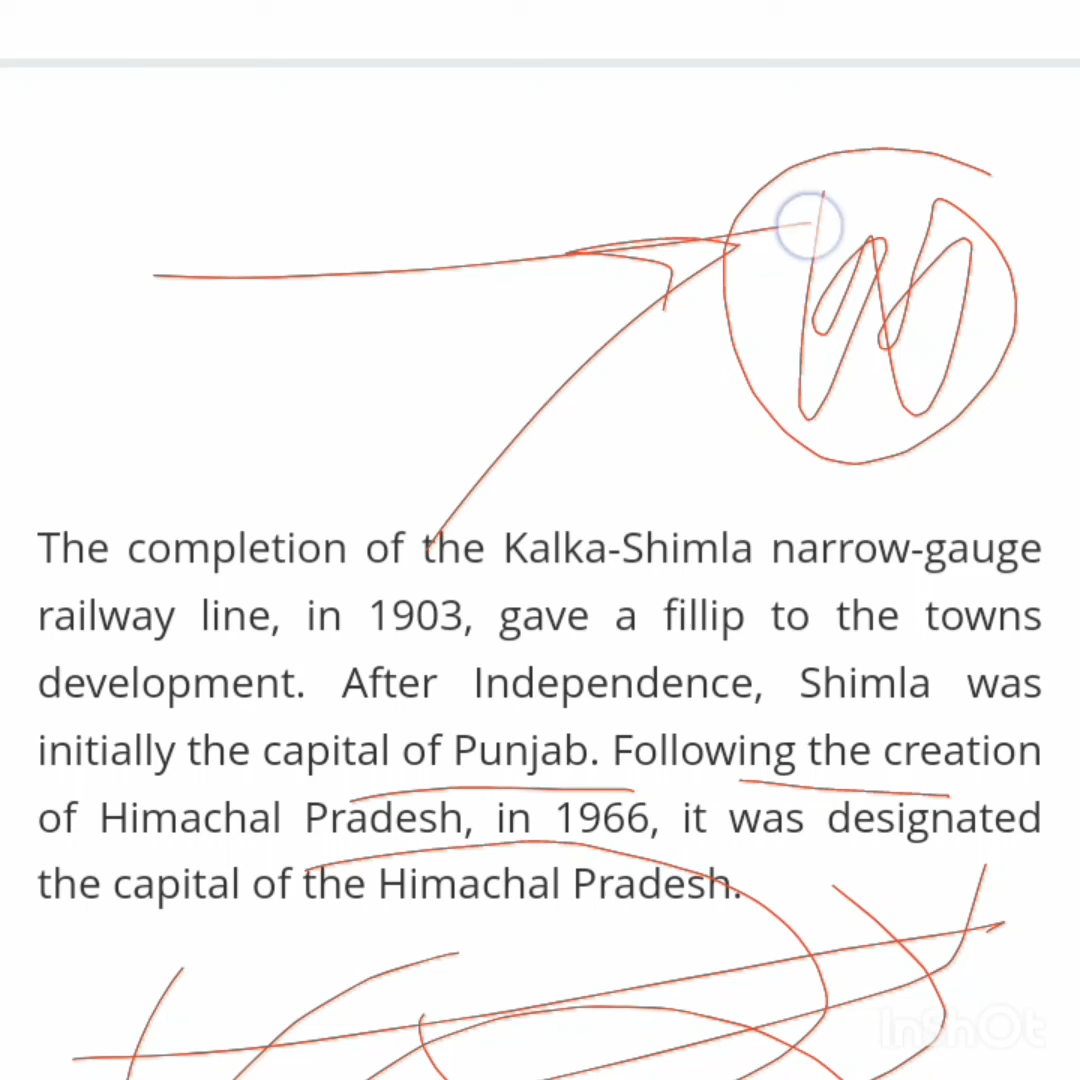 The completion of the Kalka-Shimla narrow-gauge
railway line, in 1903, gave a fillip to the towns
development. After Independence, Shimla was
initially the capital of Punjab. Following the creation
of Himachal Pradesh, in 1966, it was designated
the capital of the Himachal Pradesh.
InShOt